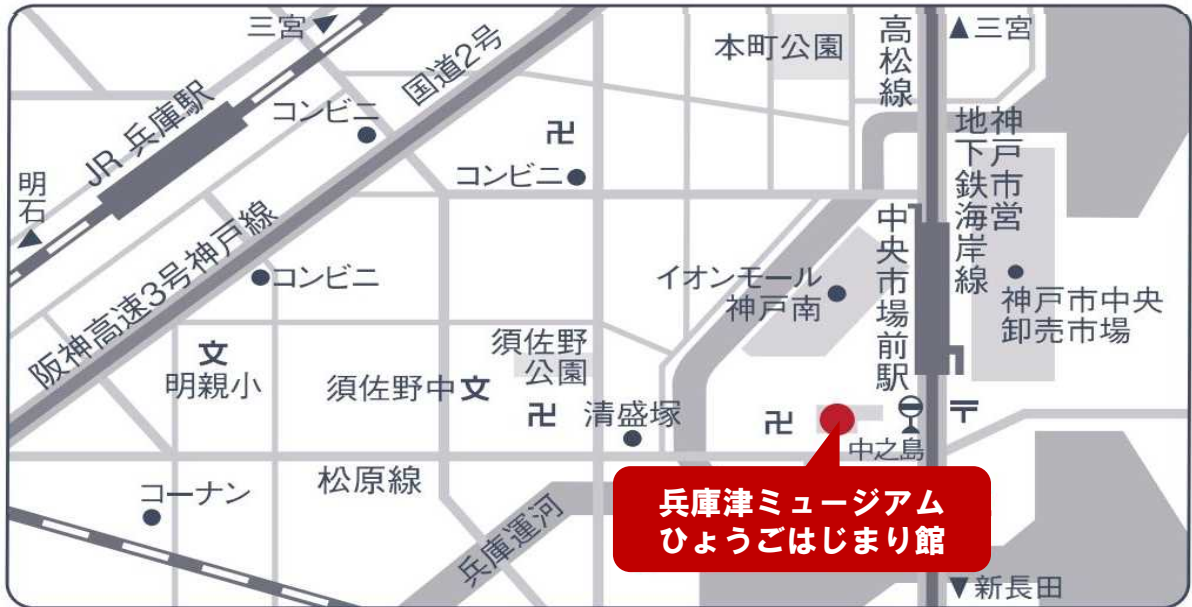 三宮
JR 兵庫駅
明石
コンビニ
国道2号
卍
コンビニ
本町公園
高松線
三宮
神戸市営
地下鉄海岸線
阪神高速3号神戸線
コンビニ
イオンモール
神戸南
中央市場前駅
神戸市中央
卸売市場
文
明親小
須佐野中文
須佐野
公園
卍
清盛塚
卍
〒
中之島
松原線
コーナン
兵庫運河
兵庫津ミュージアム
ひょうごはじまり館
新長田